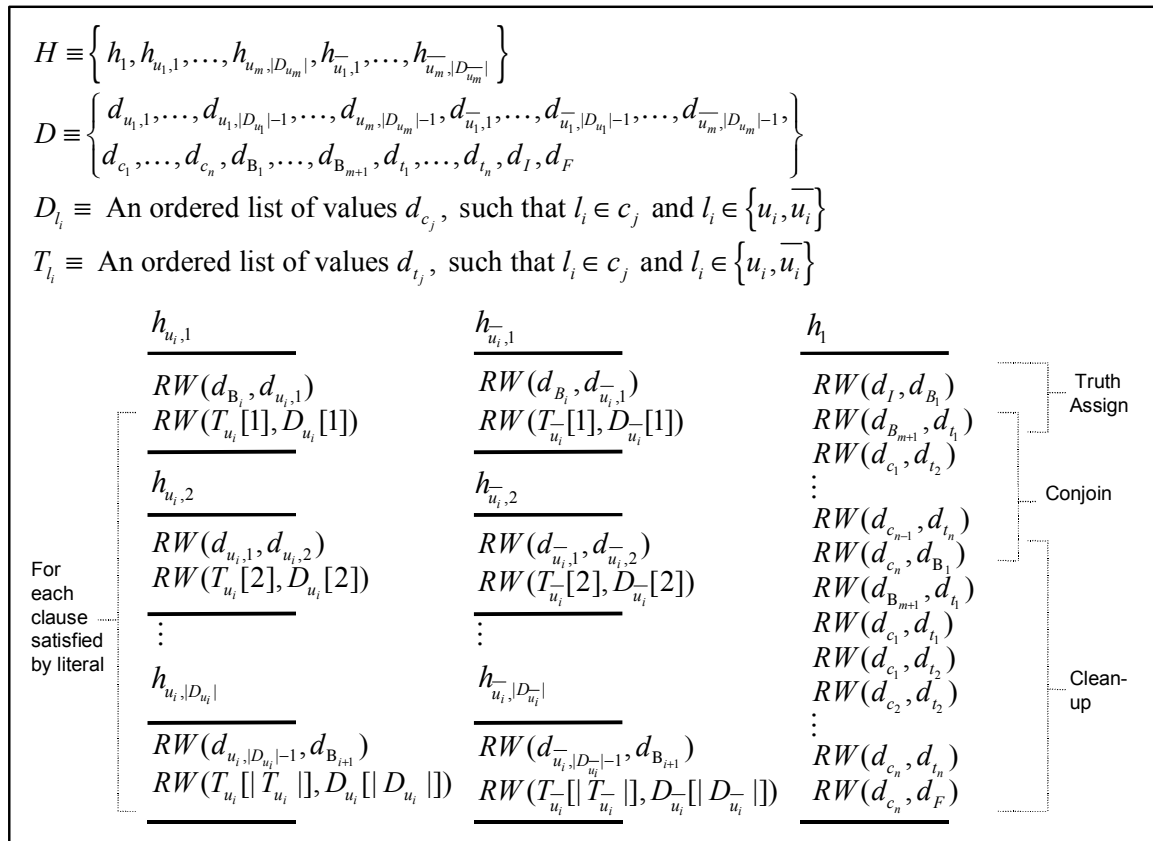 H ≡ { h_1, h_{u_1,1}, …, h_{u_m,|D_{u_m}|}, h_{\overline{u_1},1}, …, h_{\overline{u_m},|D_{\overline{u_m}}|} }
D ≡ { d_{u_1,1}, …, d_{u_1,|D_{u_1}|-1}, …, d_{u_m,|D_{u_m}|-1}, d_{\overline{u_1},1}, …, d_{\overline{u_1},|D_{u_1}|-1}, …, d_{\overline{u_m},|D_{u_m}|-1},
d_{c_1}, …, d_{c_n}, d_{B_1}, …, d_{B_{m+1}}, d_{t_1}, …, d_{t_n}, d_I, d_F }
D_{l_i} ≡ An ordered list of values d_{c_j}, such that l_i ∈ c_j and l_i ∈ {u_i, \overline{u_i}}
T_{l_i} ≡ An ordered list of values d_{t_j}, such that l_i ∈ c_j and l_i ∈ {u_i, \overline{u_i}}
h_{u_i,1}
RW(d_{B_i}, d_{u_i,1})
RW(T_{u_i}[1], D_{u_i}[1])
h_{u_i,2}
RW(d_{u_i,1}, d_{u_i,2})
RW(T_{u_i}[2], D_{u_i}[2])
⋮
h_{u_i,|D_{u_i}|}
RW(d_{u_i,|D_{u_i}|-1}, d_{B_{i+1}})
RW(T_{u_i}[| T_{u_i} |], D_{u_i}[| D_{u_i} |])
For
each
clause
satisfied
by literal
h_{\overline{u_i},1}
RW(d_{B_i}, d_{\overline{u_i},1})
RW(T_{\overline{u_i}}[1], D_{\overline{u_i}}[1])
h_{\overline{u_i},2}
RW(d_{\overline{u_i},1}, d_{\overline{u_i},2})
RW(T_{\overline{u_i}}[2], D_{\overline{u_i}}[2])
⋮
h_{\overline{u_i},|D_{\overline{u_i}}|}
RW(d_{\overline{u_i},|D_{\overline{u_i}}|-1}, d_{B_{i+1}})
RW(T_{\overline{u_i}}[| T_{\overline{u_i}} |], D_{\overline{u_i}}[| D_{\overline{u_i}} |])
h_1
RW(d_I, d_{B_1})
RW(d_{B_{m+1}}, d_{t_1})
RW(d_{c_1}, d_{t_2})
⋮
RW(d_{c_{n-1}}, d_{t_n})
RW(d_{c_n}, d_{B_1})
RW(d_{B_{m+1}}, d_{t_1})
RW(d_{c_1}, d_{t_1})
RW(d_{c_1}, d_{t_2})
RW(d_{c_2}, d_{t_2})
⋮
RW(d_{c_n}, d_{t_n})
RW(d_{c_n}, d_F)
Truth
Assign
Conjoin
Clean-
up